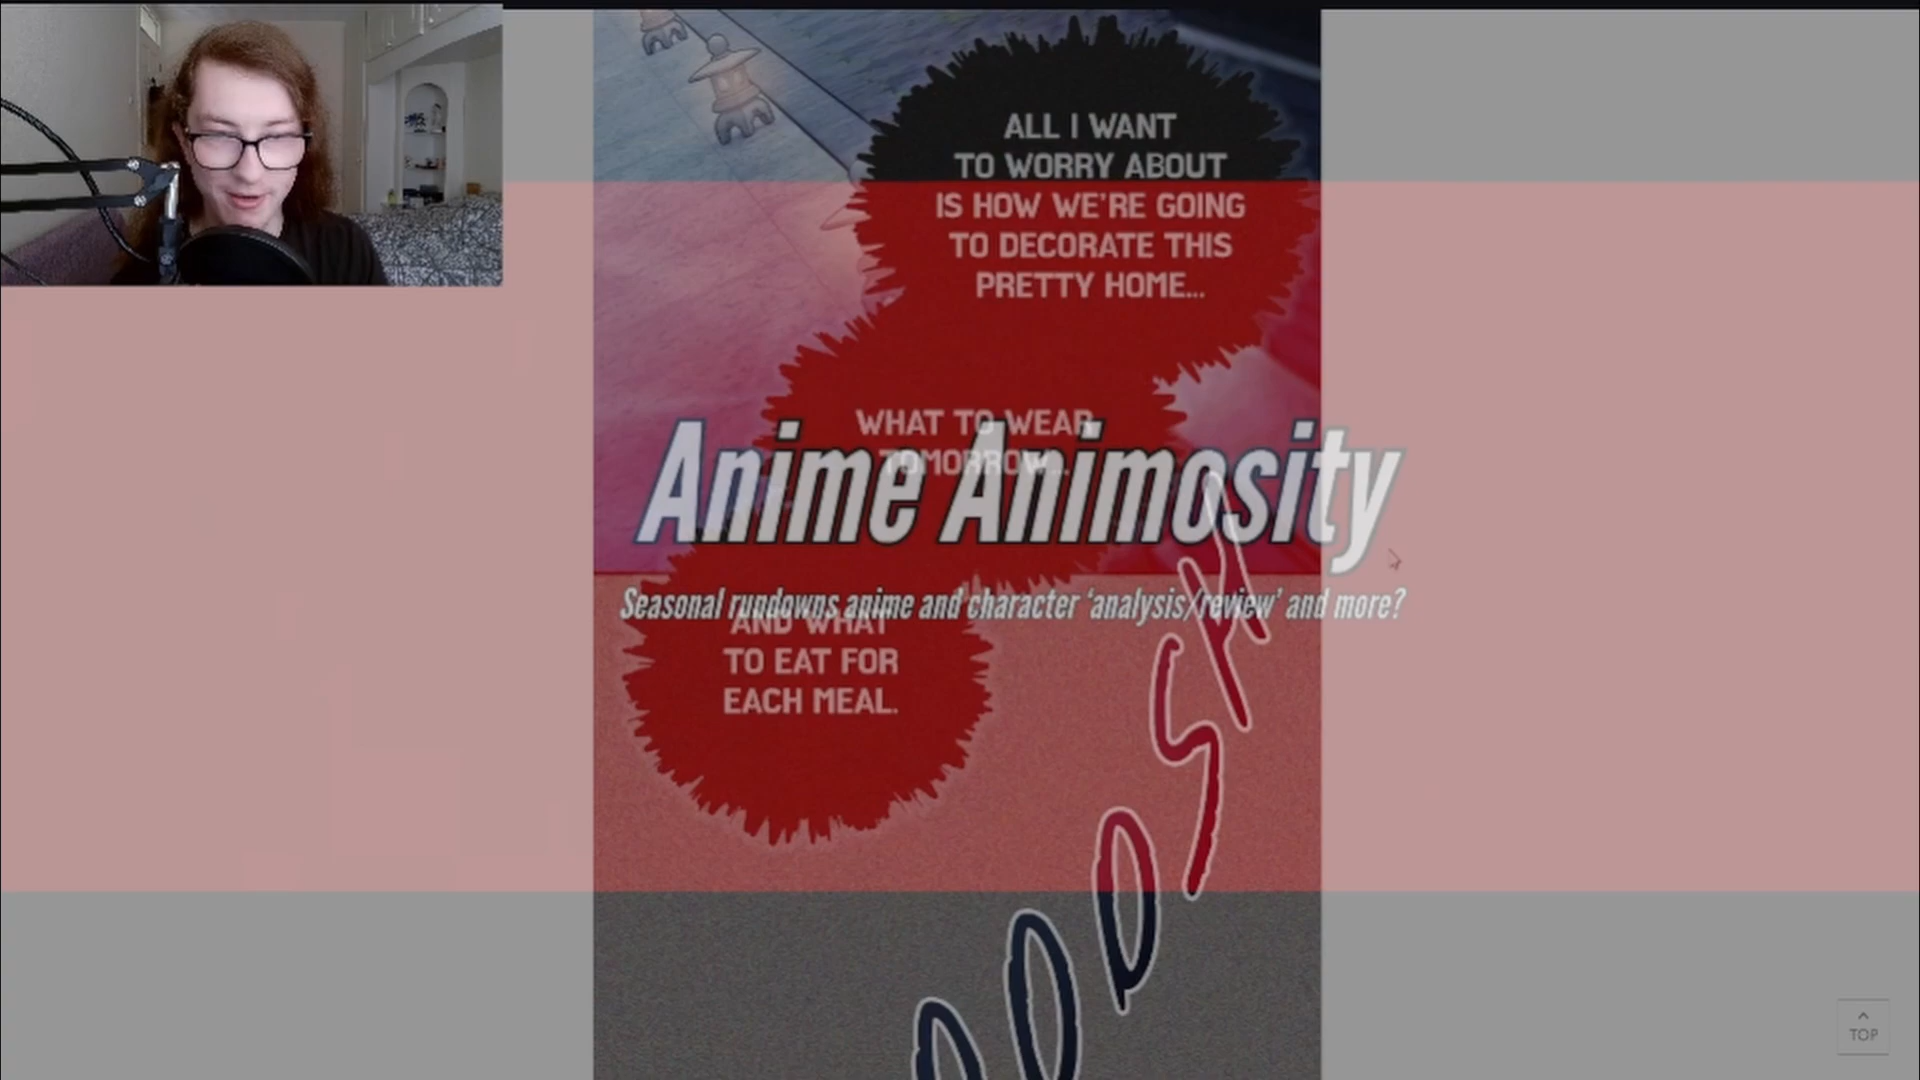 ALL I WANT
TO WORRY ABOUT
IS HOW WE'RE GOING
TO DECORATE THIS
PRETTY HOME...
WHAT TO WEAR
TOMORROW...
Anime Animosity
Seasonal rundowns anime and character ‘analysis/review’ and more?
AND WHAT
TO EAT FOR
EACH MEAL.
TOP